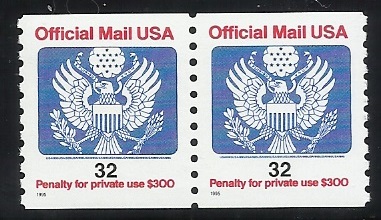 Official Mail USA
32
Penalty for private use $300
1995
Official Mail USA
32
Penalty for private use $300
1995